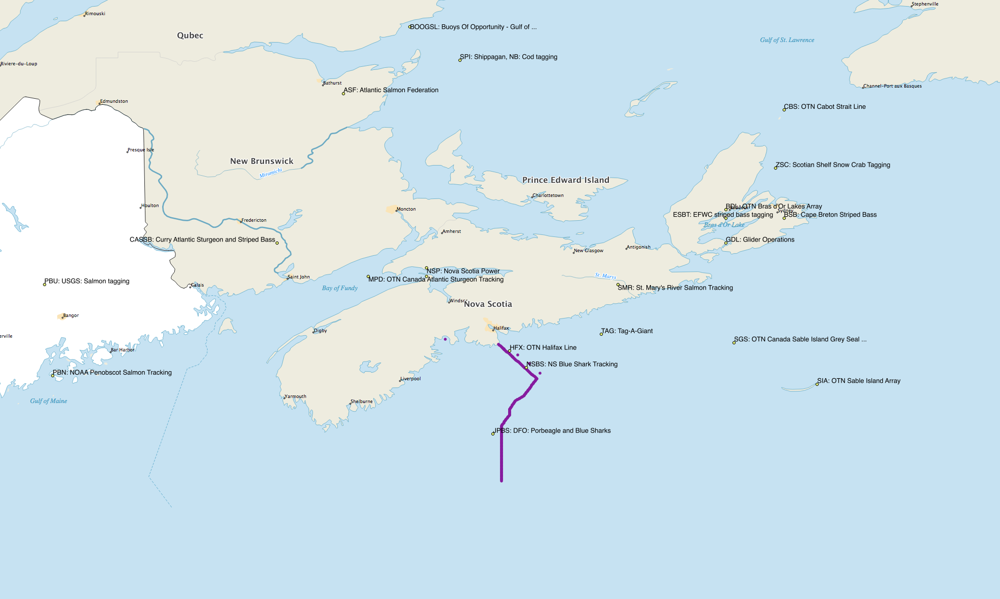 Stephenville
Rimouski
BOOGSL: Buoys Of Opportunity - Gulf of ...
Qubec
Gulf of St. Lawrence
SPI: Shippagan, NB: Cod tagging
Riviere-du-Loup
Bathurst
Channel-Port aux Basques
ASF: Atlantic Salmon Federation
Edmundston
CBS: OTN Cabot Strait Line
Presque Isle
New Brunswick
ZSC: Scotian Shelf Snow Crab Tagging
Miramichi
Prince Edward Island
Charlottetown
Houlton
BDL: OTN Bras d'Or Lakes Array
Baddeck
Moncton
Sydney
ESBT: EFWC striped bass tagging
BSB: Cape Breton Striped Bass
Fredericton
Bras d'Or Lake
Amherst
CASSB: Curry Atlantic Sturgeon and Striped Bass
GDL: Glider Operations
New Glasgow
Antigonish
NSP: Nova Scotia Power
Saint John
St. Marys
MPD: OTN Canada Atlantic Sturgeon Tracking
PBU: USGS: Salmon tagging
Calais
Bay of Fundy
SMR: St. Mary's River Salmon Tracking
Windsor
Nova Scotia
Bangor
Halifax
Digby
TAG: Tag-A-Giant
erville
SGS: OTN Canada Sable Island Grey Seal ...
HFX: OTN Halifax Line
Bar Harbor
NSBS: NS Blue Shark Tracking
PBN: NOAA Penobscot Salmon Tracking
Liverpool
SIA: OTN Sable Island Array
Yarmouth
Gulf of Maine
Shelburne
JPBS: DFO: Porbeagle and Blue Sharks